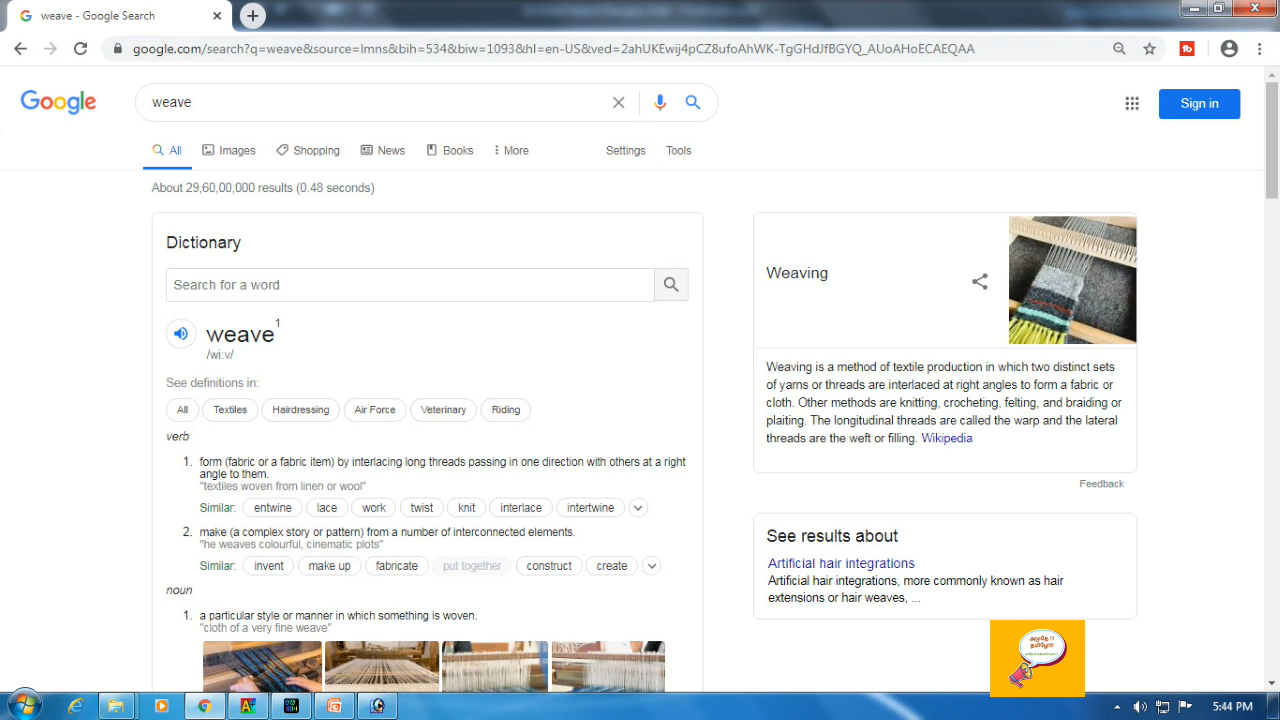 weave - Google Search
google.com/search?q=weave&source=lmns&bih=534&biw=1093&hl=en-US&ved=2ahUKEwij4pCZ8ufoAhWK-TgGHdJfBGYQ_AUoAHoECAEQAA
Google
weave
Sign in
All Images Shopping News Books More Settings Tools
About 29,60,00,000 results (0.48 seconds)
Dictionary
Search for a word
weave1
/wiːv/
See definitions in:
All Textiles Hairdressing Air Force Veterinary Riding
verb
1. form (fabric or a fabric item) by interlacing long threads passing in one direction with others at a right
angle to them.
"textiles woven from linen or wool"
Similar: entwine lace work twist knit interlace intertwine
2. make (a complex story or pattern) from a number of interconnected elements.
"he weaves colourful, cinematic plots"
Similar: invent make up fabricate put together construct create
noun
1. a particular style or manner in which something is woven.
"cloth of a very fine weave"
Weaving
Weaving is a method of textile production in which two distinct sets
of yarns or threads are interlaced at right angles to form a fabric or
cloth. Other methods are knitting, crocheting, felting, and braiding or
plaiting. The longitudinal threads are called the warp and the lateral
threads are the weft or filling. Wikipedia
Feedback
See results about
Artificial hair integrations
Artificial hair integrations, more commonly known as hair
extensions or hair weaves, ...
அமுதே !!
தமிழே!!!
5:44 PM